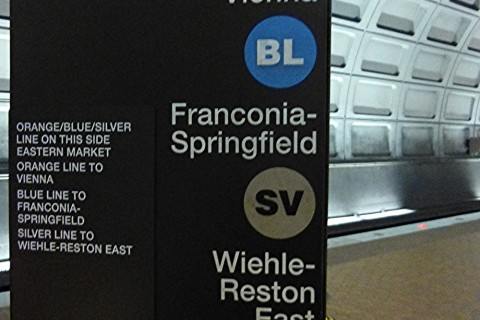 Vienna
BL
Franconia-
Springfield
SV
Wiehle-
Reston
East
ORANGE/BLUE/SILVER
LINE ON THIS SIDE
EASTERN MARKET
ORANGE LINE TO
VIENNA
BLUE LINE TO
FRANCONIA-
SPRINGFIELD
SILVER LINE TO
WIEHLE-RESTON EAST